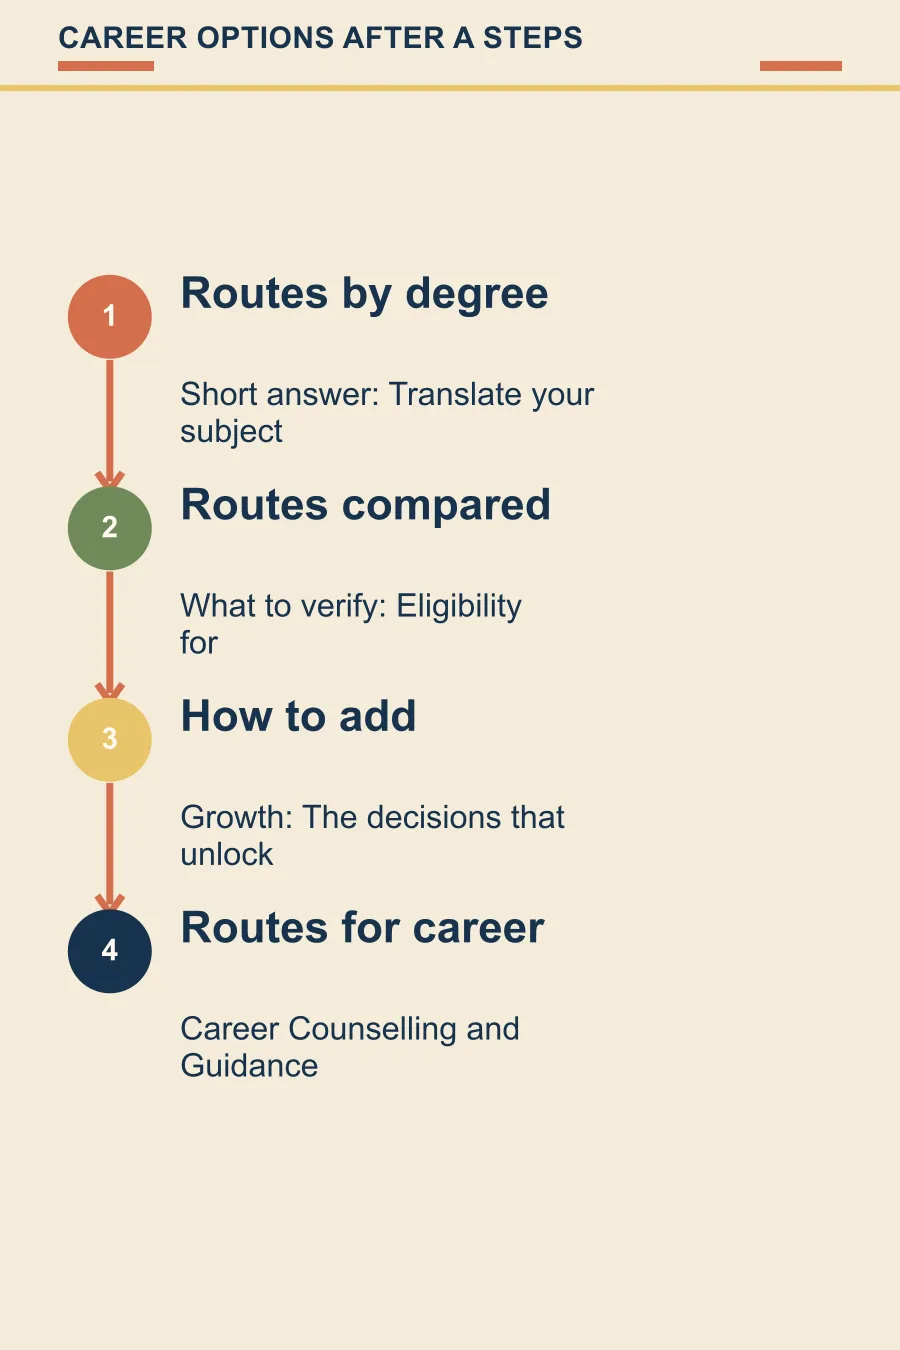 CAREER OPTIONS AFTER A STEPS
1
Routes by degree
Short answer: Translate your
subject
2
Routes compared
What to verify: Eligibility
for
3
How to add
Growth: The decisions that
unlock
4
Routes for career
Career Counselling and
Guidance